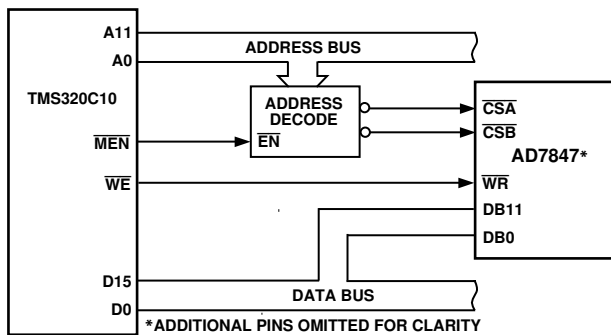 A11
ADDRESS BUS
A0
TMS320C10
ADDRESS
DECODE
CSA
CSB
MEN
EN
AD7847*
WE
WR
DB11
DB0
D15
DATA BUS
D0
*ADDITIONAL PINS OMITTED FOR CLARITY